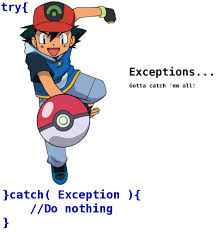 try{
Exceptions...
Gotta catch 'em all!
}catch( Exception ){
//Do nothing
}